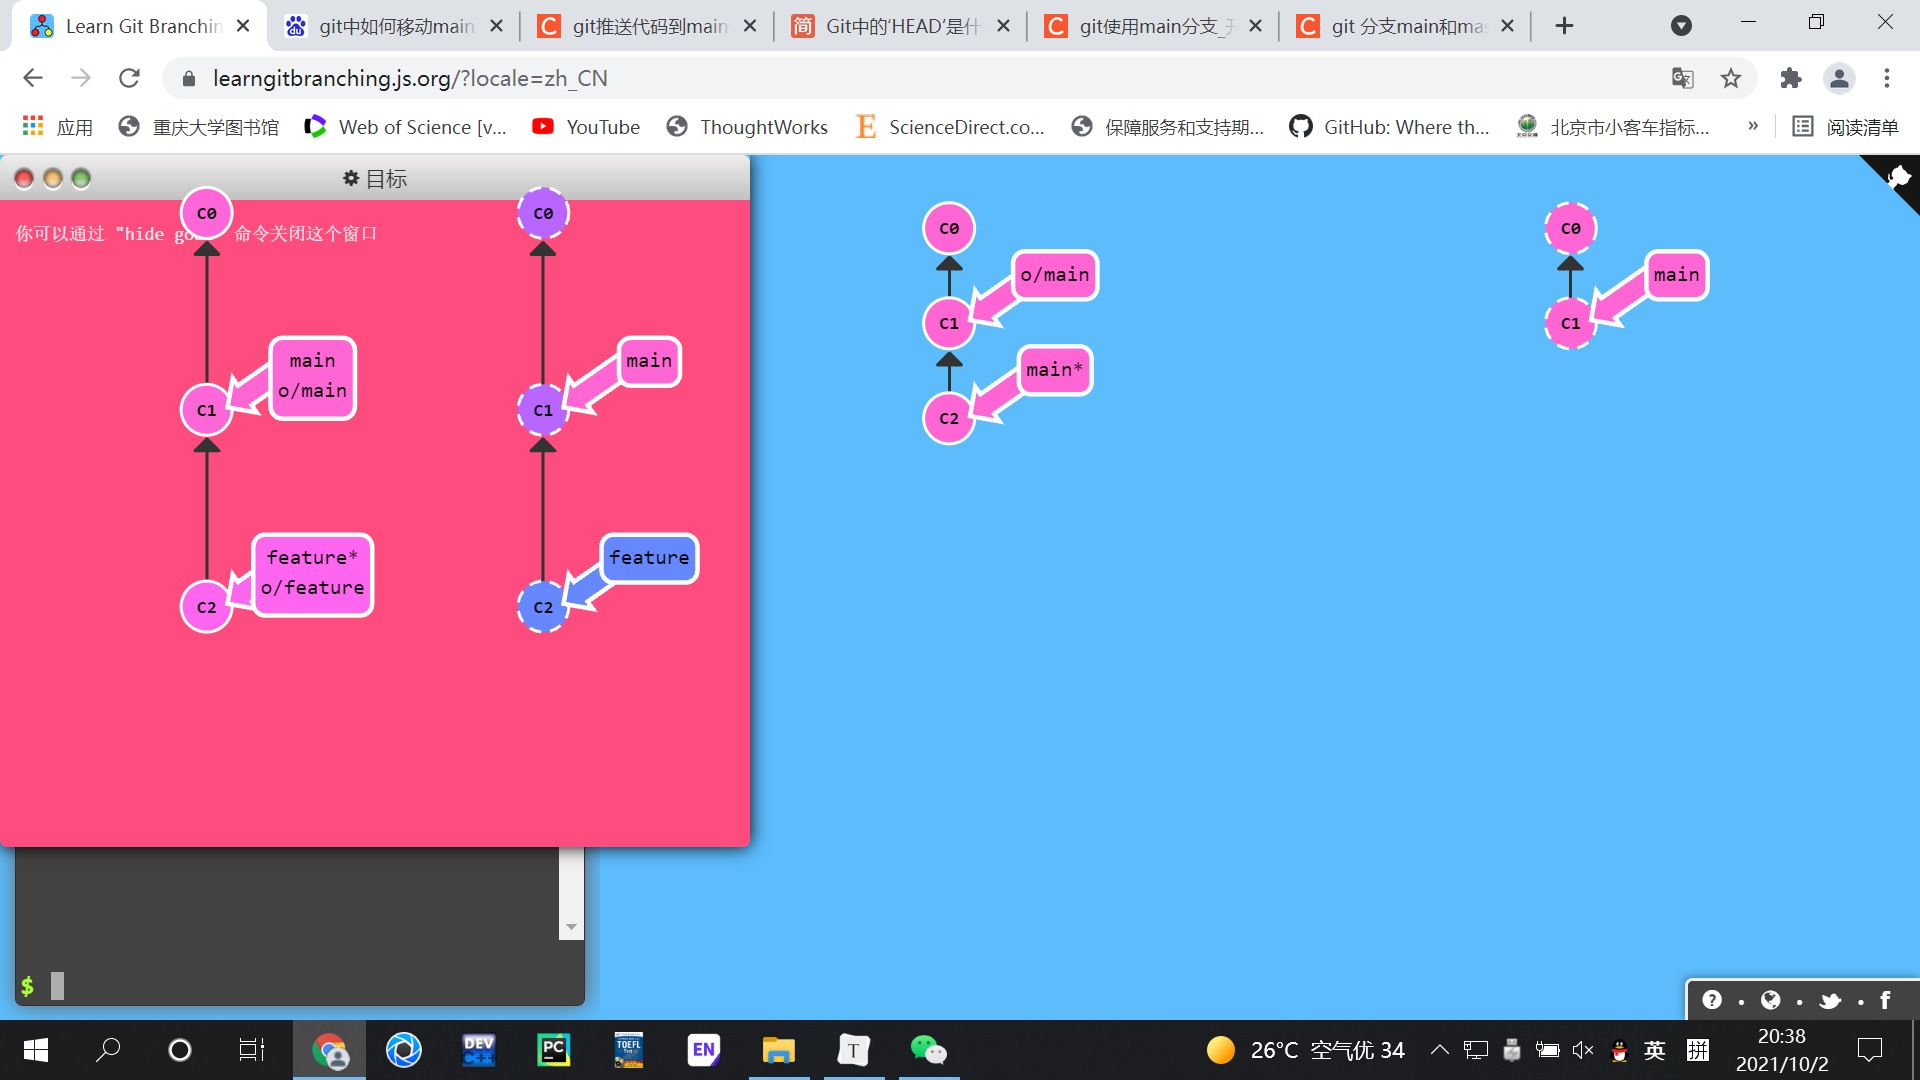 Learn Git Branchin
git中如何移动main
git推送代码到main
Git中的‘HEAD’是什
git使用main分支_开
git 分支main和mas
learngitbranching.js.org/?locale=zh_CN
应用
重庆大学图书馆
Web of Science [v...
YouTube
ThoughtWorks
ScienceDirect.co...
保障服务和支持期...
GitHub: Where th...
北京市小客车指标...
»
阅读清单
目标
你可以通过 "hide go 命令关闭这个窗口
C0
C0
main
o/main
C1
main
C1
feature*
o/feature
C2
feature
C2
C0
o/main
C1
main*
C2
C0
main
C1
$
DEV C++
PC
TOEFL
EN
T
26°C 空气优 34
英
拼
20:38
2021/10/2